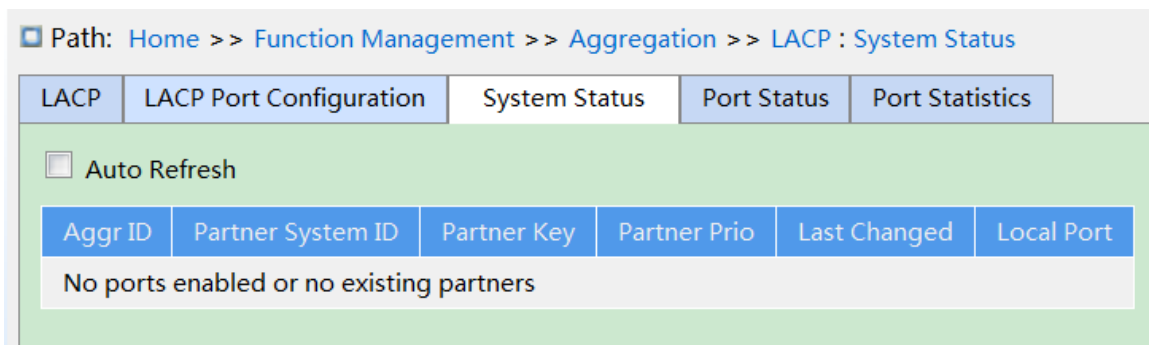 Path: Home >> Function Management >> Aggregation >> LACP : System Status
LACP LACP Port Configuration System Status Port Status Port Statistics
Auto Refresh
Aggr ID Partner System ID Partner Key Partner Prio Last Changed Local Port
No ports enabled or no existing partners